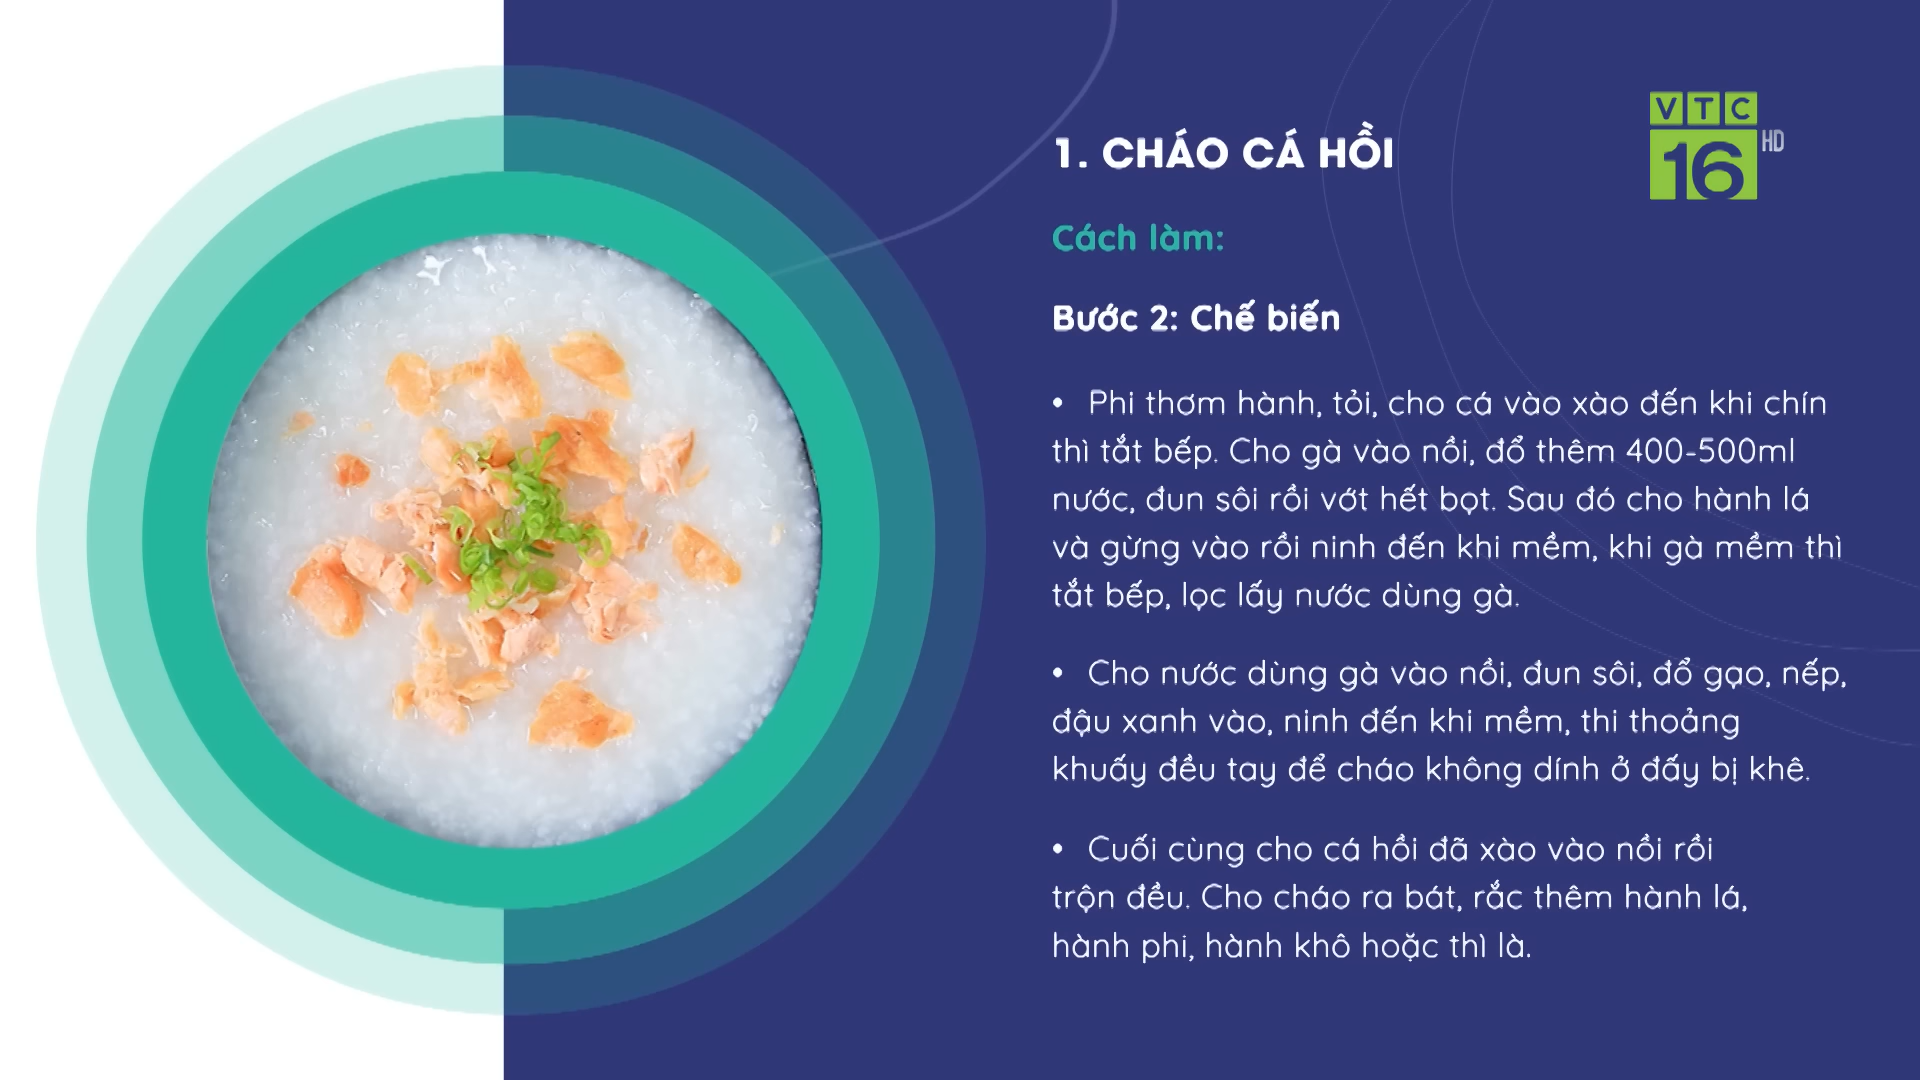 VTC
16 HD
1. CHÁO CÁ HỒI
Cách làm:
Bước 2: Chế biến
• Phi thơm hành, tỏi, cho cá vào xào đến khi chín
thì tắt bếp. Cho gà vào nồi, đổ thêm 400-500ml
nước, đun sôi rồi vớt hết bọt. Sau đó cho hành lá
và gừng vào rồi ninh đến khi mềm, khi gà mềm thì
tắt bếp, lọc lấy nước dùng gà.
• Cho nước dùng gà vào nồi, đun sôi, đổ gạo, nếp,
đậu xanh vào, ninh đến khi mềm, thi thoảng
khuấy đều tay để cháo không dính ở đấy bị khê.
• Cuối cùng cho cá hồi đã xào vào nồi rồi
trộn đều. Cho cháo ra bát, rắc thêm hành lá,
hành phi, hành khô hoặc thì là.